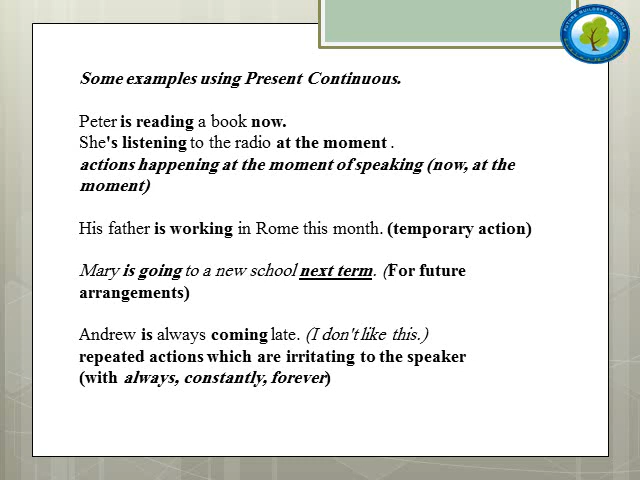 Some examples using Present Continuous.
Peter is reading a book now.
She's listening to the radio at the moment .
actions happening at the moment of speaking (now, at the
moment)
His father is working in Rome this month. (temporary action)
Mary is going to a new school next term. (For future
arrangements)
Andrew is always coming late. (I don't like this.)
repeated actions which are irritating to the speaker
(with always, constantly, forever)
FUTURE BUILDERS SCHOOLS